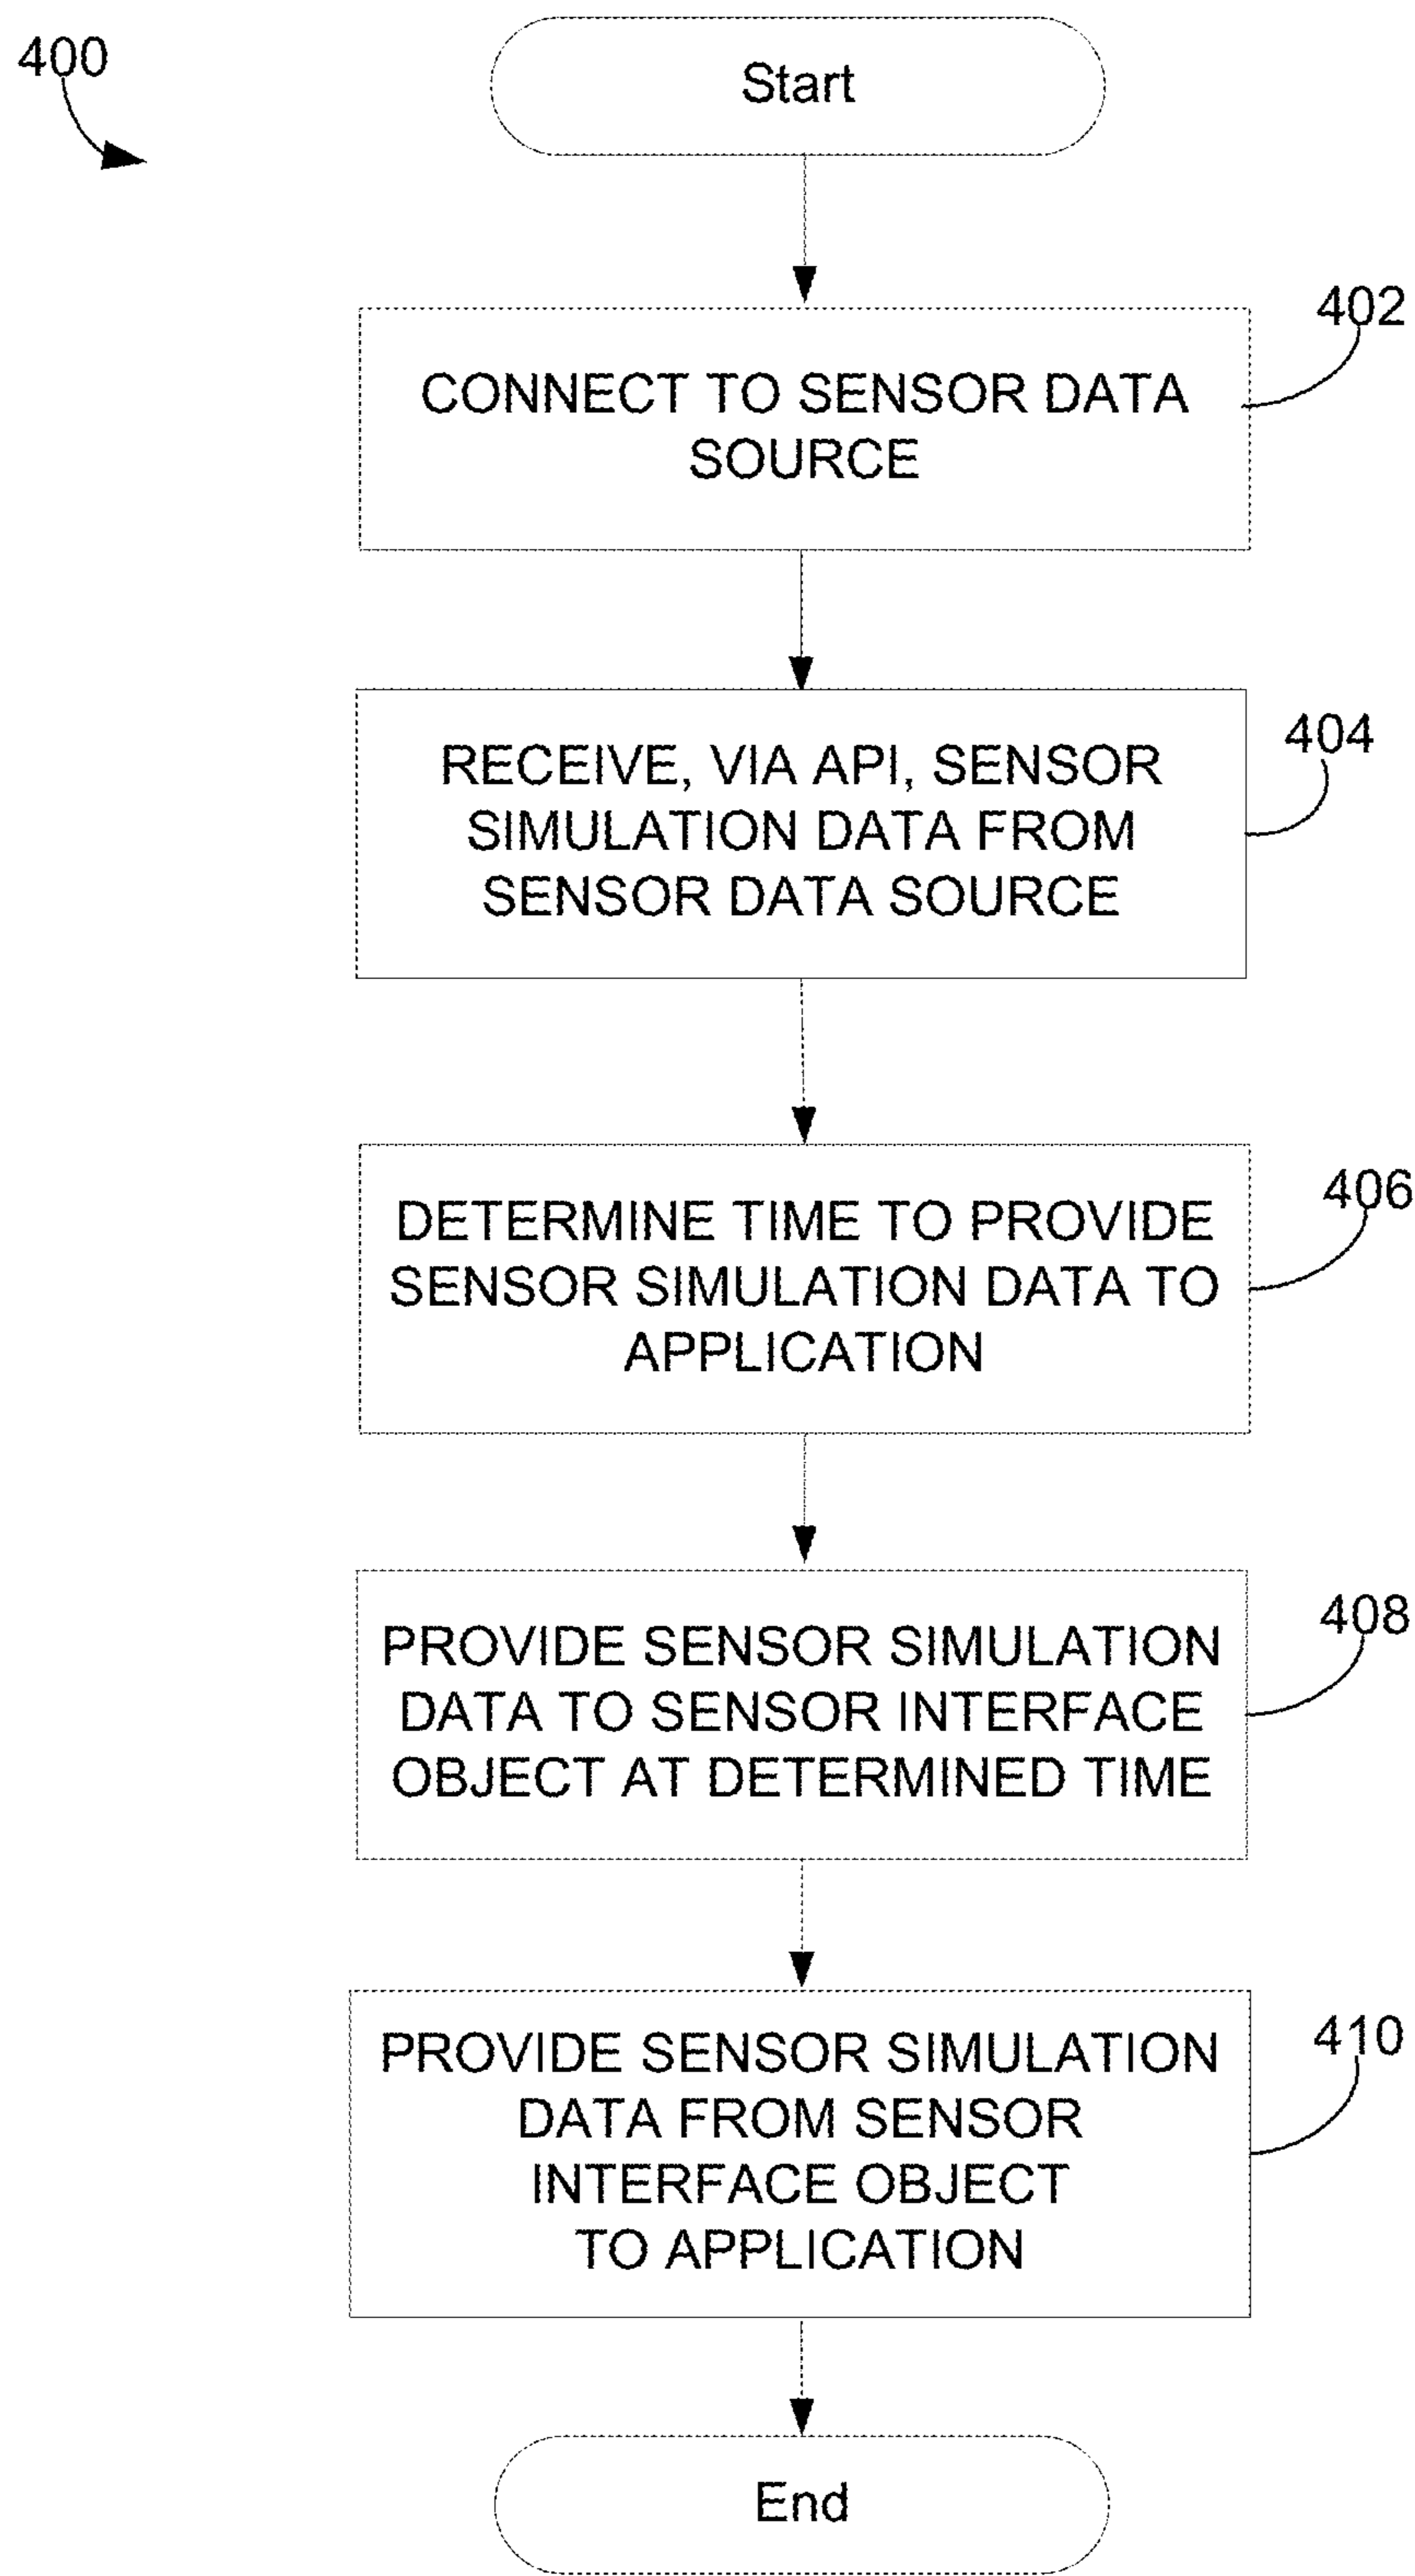 400
Start
402
CONNECT TO SENSOR DATA
SOURCE
404
RECEIVE, VIA API, SENSOR
SIMULATION DATA FROM
SENSOR DATA SOURCE
406
DETERMINE TIME TO PROVIDE
SENSOR SIMULATION DATA TO
APPLICATION
408
PROVIDE SENSOR SIMULATION
DATA TO SENSOR INTERFACE
OBJECT AT DETERMINED TIME
410
PROVIDE SENSOR SIMULATION
DATA FROM SENSOR
INTERFACE OBJECT
TO APPLICATION
End